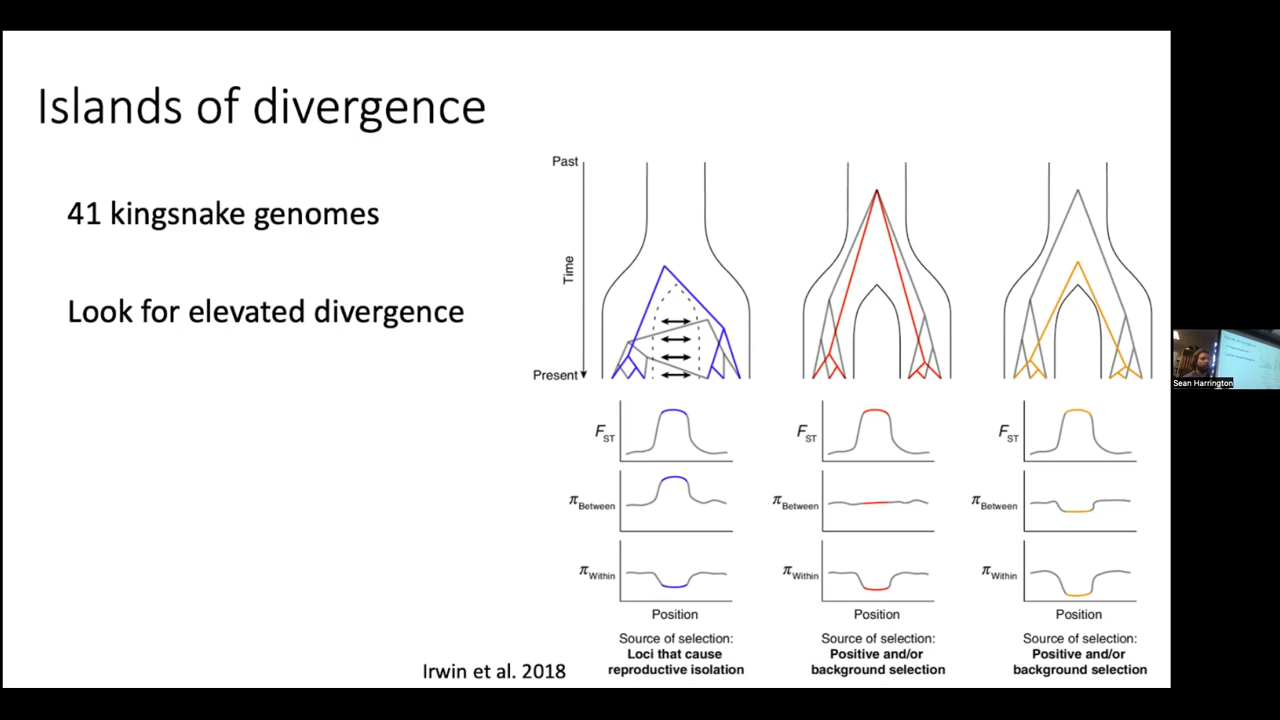 Islands of divergence
41 kingsnake genomes
Look for elevated divergence
Past
Time
Present
F_ST
π_Between
π_Within
Position
Source of selection:
Loci that cause
reproductive isolation
F_ST
π_Between
π_Within
Position
Source of selection:
Positive and/or
background selection
F_ST
π_Between
π_Within
Position
Source of selection:
Positive and/or
background selection
Irwin et al. 2018
Sean Harrington